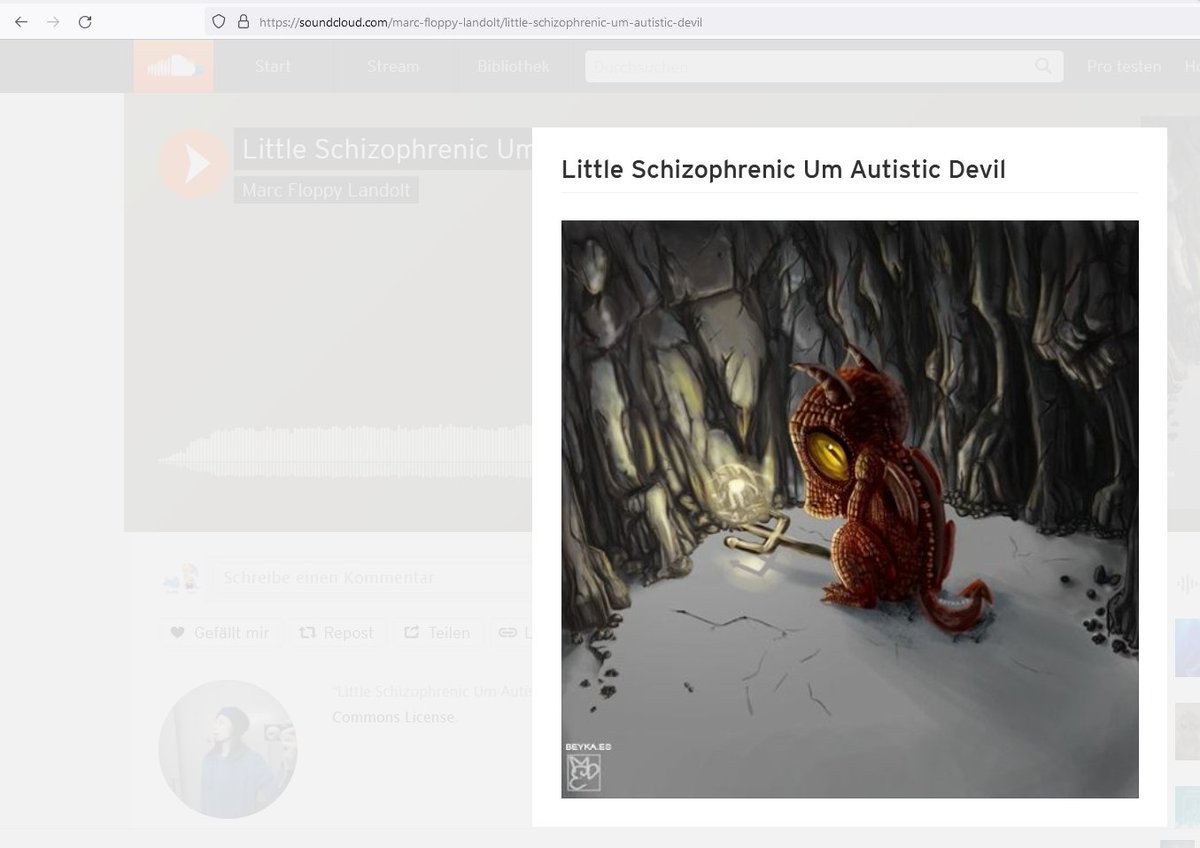 https://soundcloud.com/marc-floppy-landolt/little-schizophrenic-um-autistic-devil
Start
Stream
Bibliothek
Durchsuchen
Pro testen
Little Schizophrenic Um
Marc Floppy Landolt
Little Schizophrenic Um Autistic Devil
BEYKA.ES
Schreibe einen Kommentar
Gefällt mir
Repost
Teilen
"Little Schizophrenic Um Autis
Commons License.